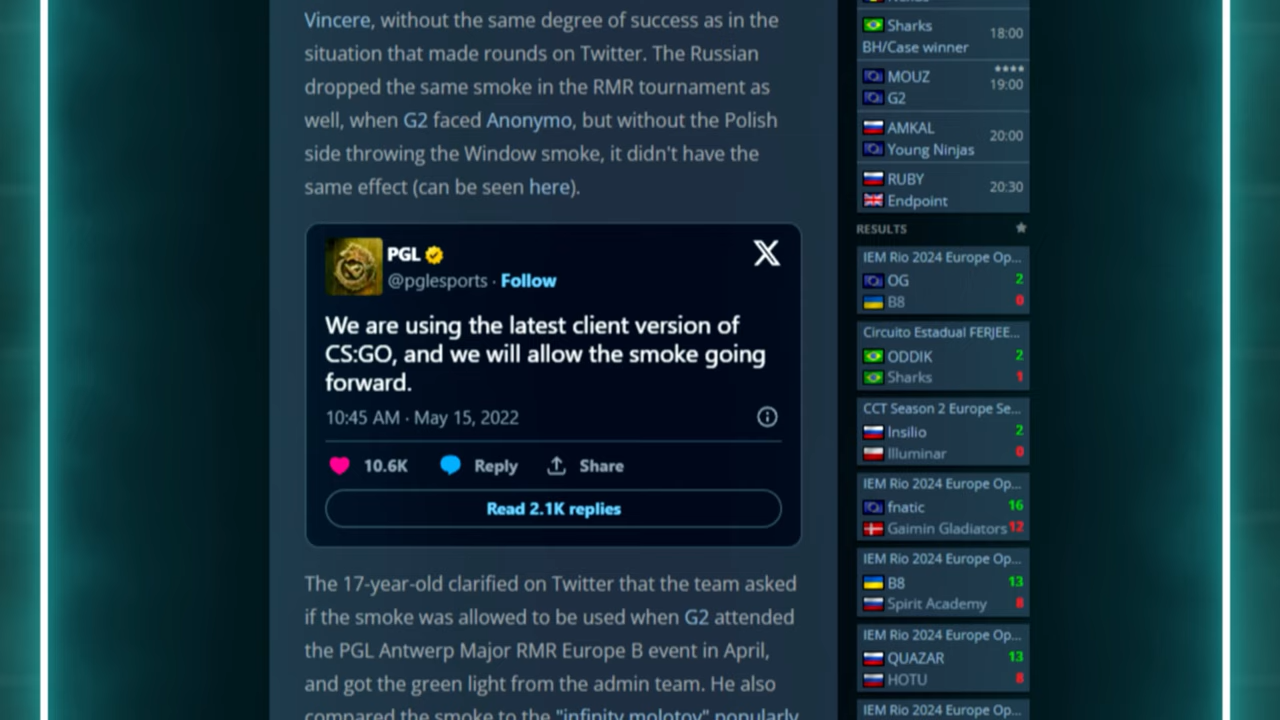 Vincere, without the same degree of success as in the
situation that made rounds on Twitter. The Russian
dropped the same smoke in the RMR tournament as
well, when G2 faced Anonymo, but without the Polish
side throwing the Window smoke, it didn't have the
same effect (can be seen here).
PGL
@pglesports · Follow
We are using the latest client version of
CS:GO, and we will allow the smoke going
forward.
10:45 AM · May 15, 2022
10.6K Reply Share
Read 2.1K replies
The 17-year-old clarified on Twitter that the team asked
if the smoke was allowed to be used when G2 attended
the PGL Antwerp Major RMR Europe B event in April,
and got the green light from the admin team. He also
compared the smoke to the "infinity molotov" popularly
Sharks
BH/Case winner
18:00
MOUZ
G2
19:00
AMKAL
Young Ninjas
20:00
RUBY
Endpoint
20:30
RESULTS
IEM Rio 2024 Europe Op...
OG 2
B8 0
Circuito Estadual FERJEE...
ODDIK 2
Sharks 1
CCT Season 2 Europe Se...
Insilio 2
Illuminar 0
IEM Rio 2024 Europe Op...
fnatic 16
Gaimin Gladiators 12
IEM Rio 2024 Europe Op...
B8 13
Spirit Academy 8
IEM Rio 2024 Europe Op...
QUAZAR 13
HOTU 8
IEM Rio 2024 Europe Op...